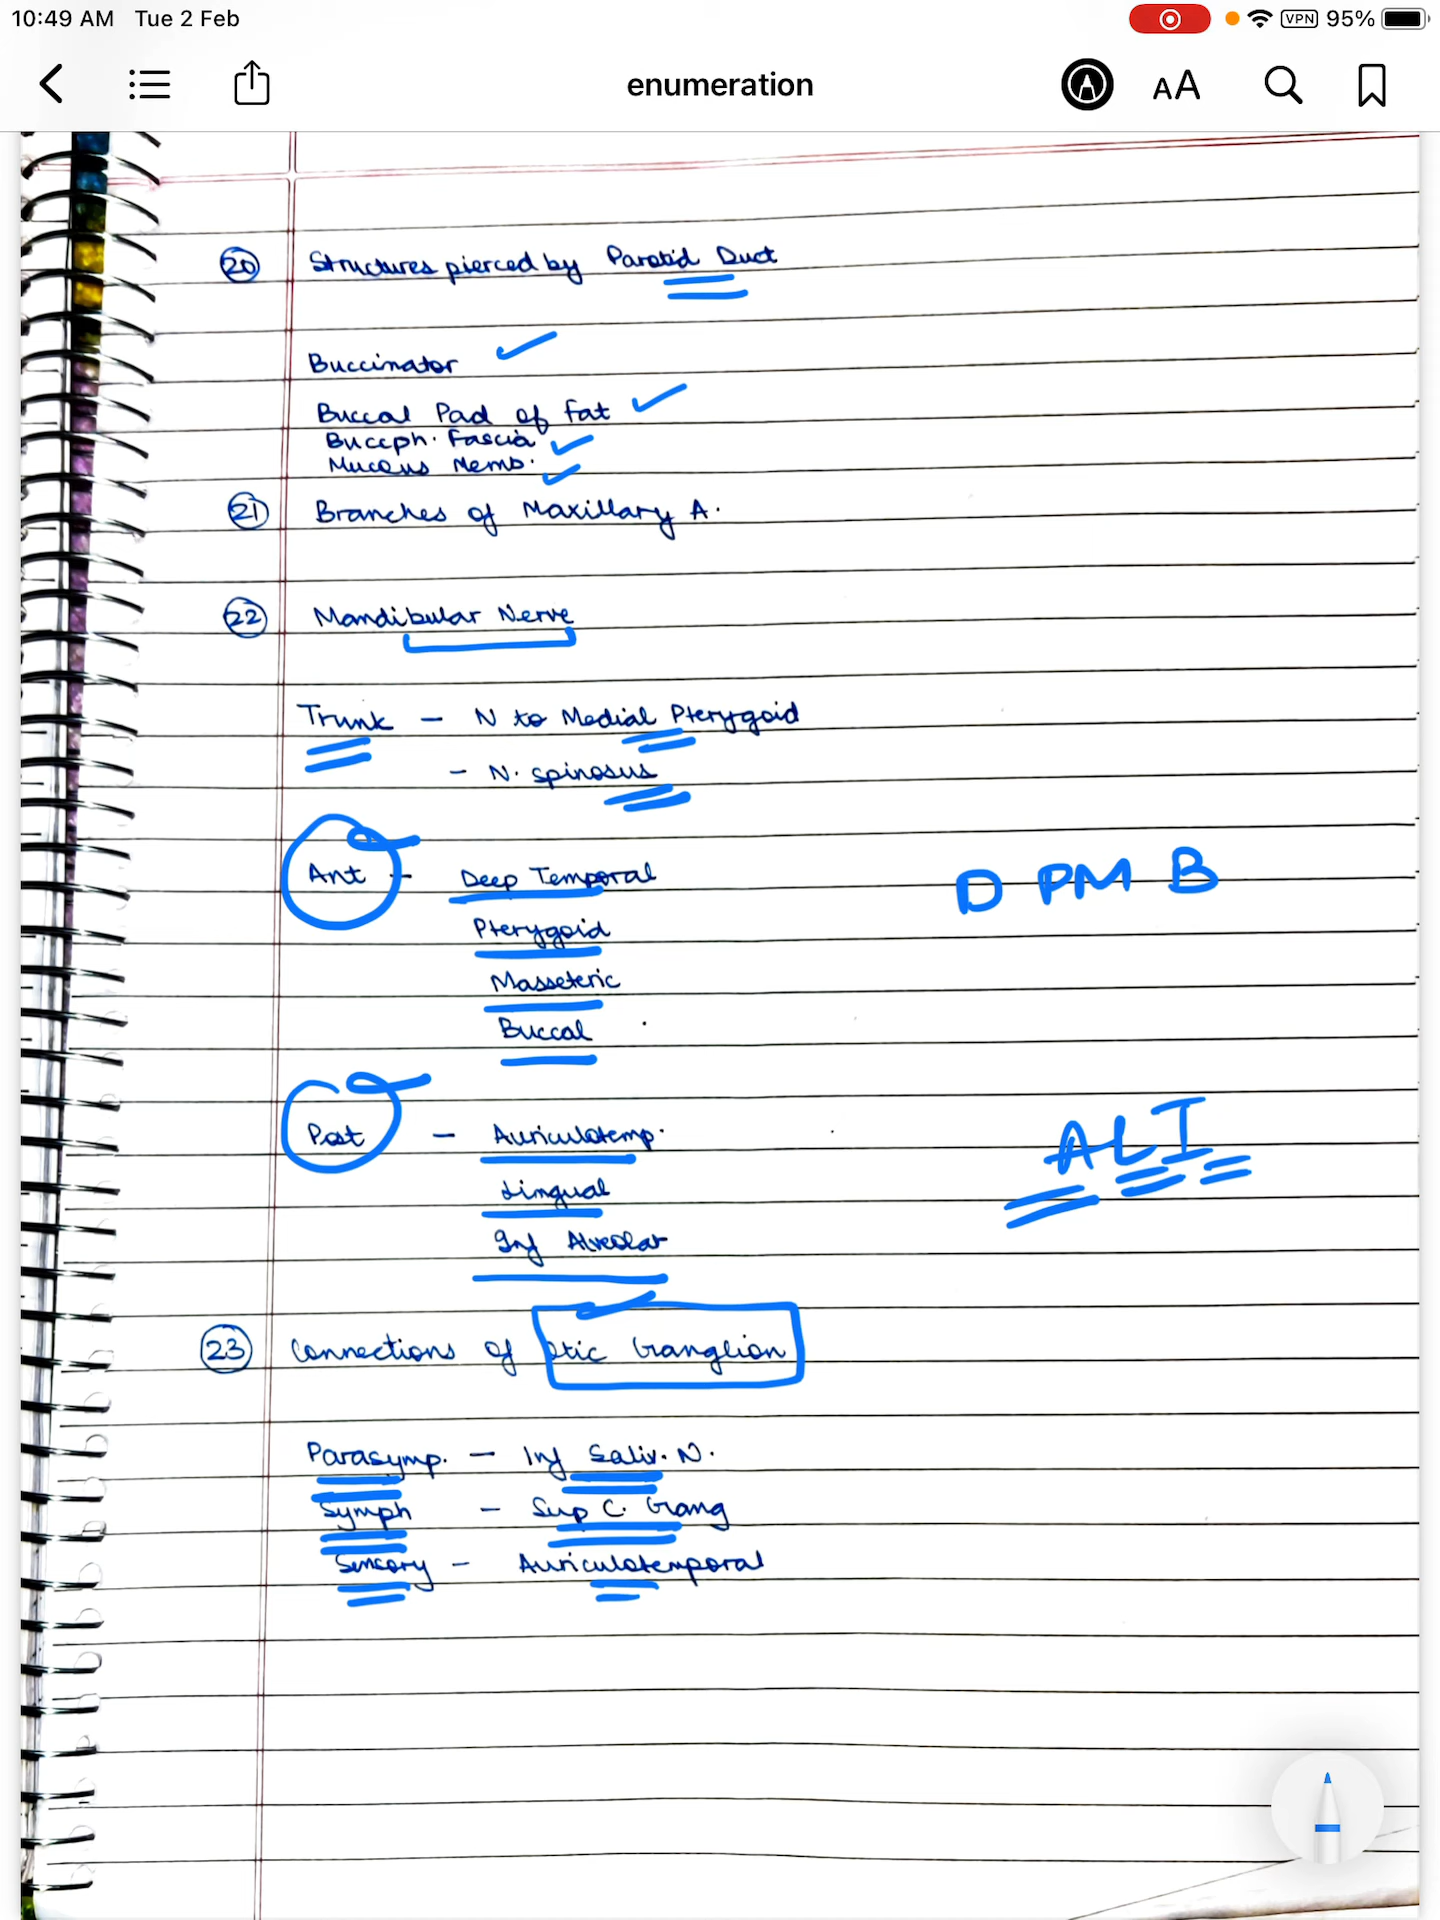 10:49 AM Tue 2 Feb
VPN 95%
enumeration
AA
20 Structures pierced by Parotid Duct
Buccinator
Buccal Pad of Fat
Buccph. Fascia
Mucous Memb.
21 Branches of Maxillary A.
22 Mandibular Nerve
Trunk - N to Medial Pterygoid
- N. spinosus
Ant - Deep Temporal
D PM B
Pterygoid
Masseteric
Buccal
Post - Auriculotemp.
ALI
Lingual
Inf Alveolar
23 Connections of Otic Ganglion
Parasymp. - Inf Saliv. N.
Symph - Sup C. Gang
Sensory - Auriculotemporal